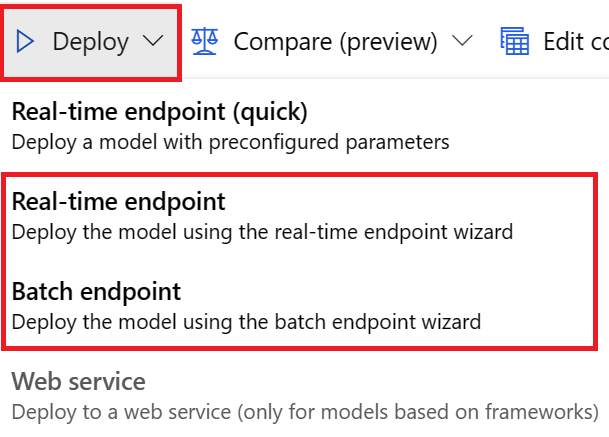 Deploy Compare (preview) Edit co
Real-time endpoint (quick)
Deploy a model with preconfigured parameters
Real-time endpoint
Deploy the model using the real-time endpoint wizard
Batch endpoint
Deploy the model using the batch endpoint wizard
Web service
Deploy to a web service (only for models based on frameworks)